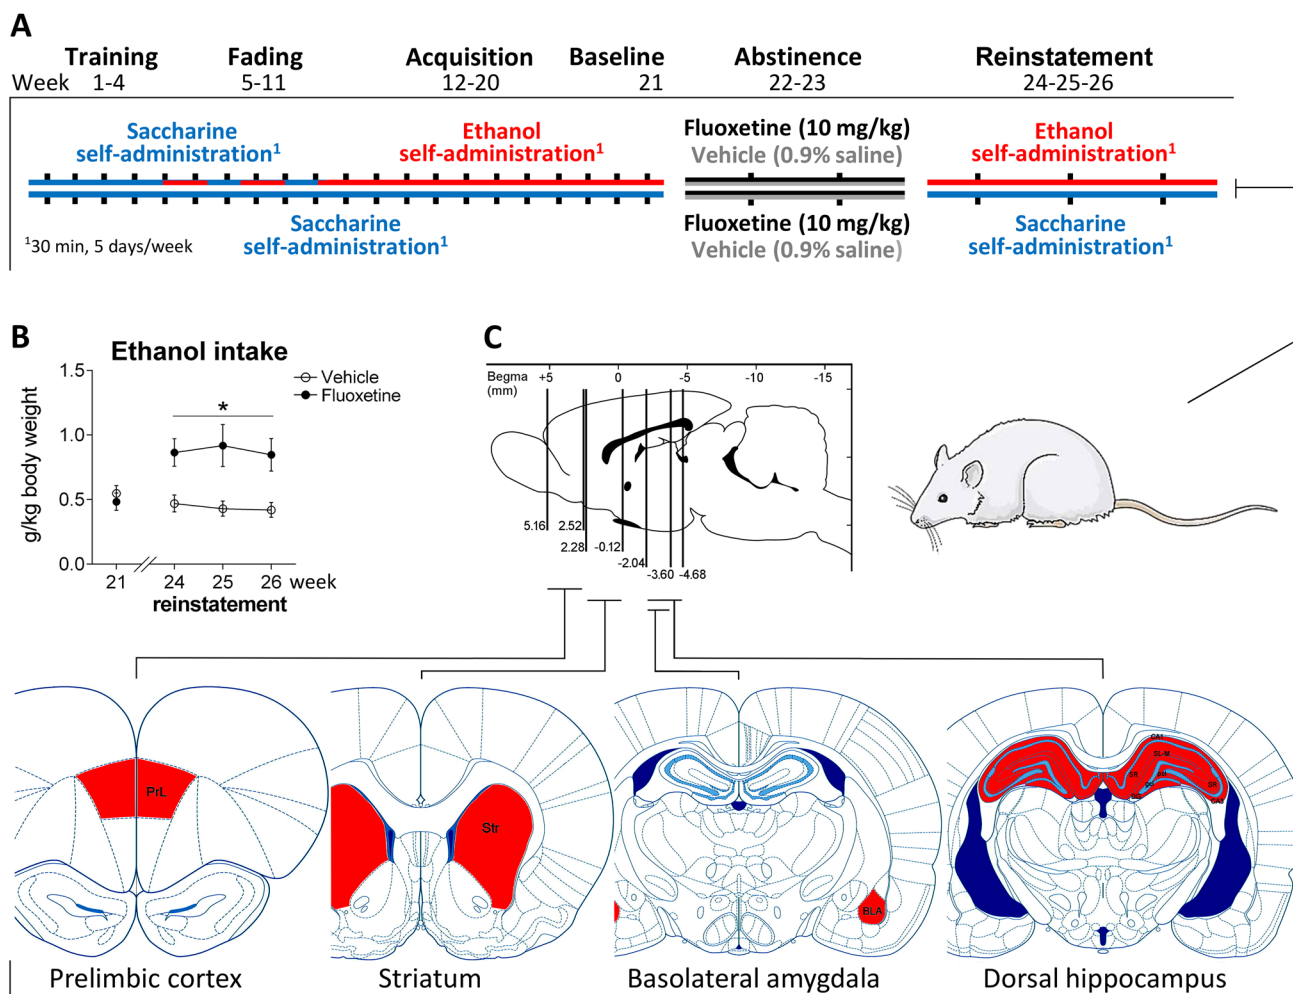 A
Training Fading Acquisition Baseline Abstinence Reinstatement
Week 1-4 5-11 12-20 21 22-23 24-25-26
Saccharine
self-administration¹
Ethanol
self-administration¹
Fluoxetine (10 mg/kg)
Vehicle (0.9% saline)
Ethanol
self-administration¹
Saccharine
self-administration¹
Fluoxetine (10 mg/kg)
Vehicle (0.9% saline)
Saccharine
self-administration¹
¹30 min, 5 days/week
B
Ethanol intake
Vehicle
Fluoxetine
g/kg body weight
1.5
1.0
0.5
0.0
*
21 24 25 26 week
reinstatement
C
Begma
(mm)
+5 0 -5 -10 -15
5.16 2.52
2.28 -0.12
-2.04
-3.60 -4.68
PrL
Str
BLA
CA1
SL-M
SR
SR
CA3
Prelimbic cortex Striatum Basolateral amygdala Dorsal hippocampus